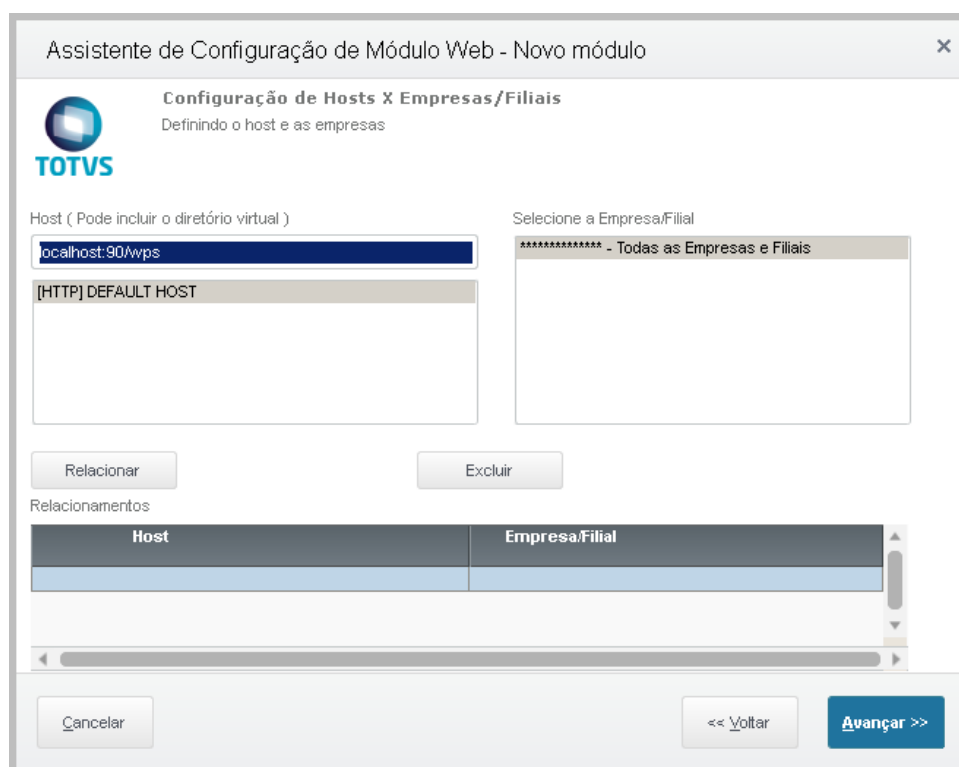 Assistente de Configuração de Módulo Web - Novo módulo
Configuração de Hosts X Empresas/Filiais
Definindo o host e as empresas
TOTVS
Host ( Pode incluir o diretório virtual )
Selecione a Empresa/Filial
localhost:90/wps
************** - Todas as Empresas e Filiais
[HTTP] DEFAULT HOST
Relacionar
Excluir
Relacionamentos
Host
Empresa/Filial
Cancelar
<< Voltar
Avançar >>